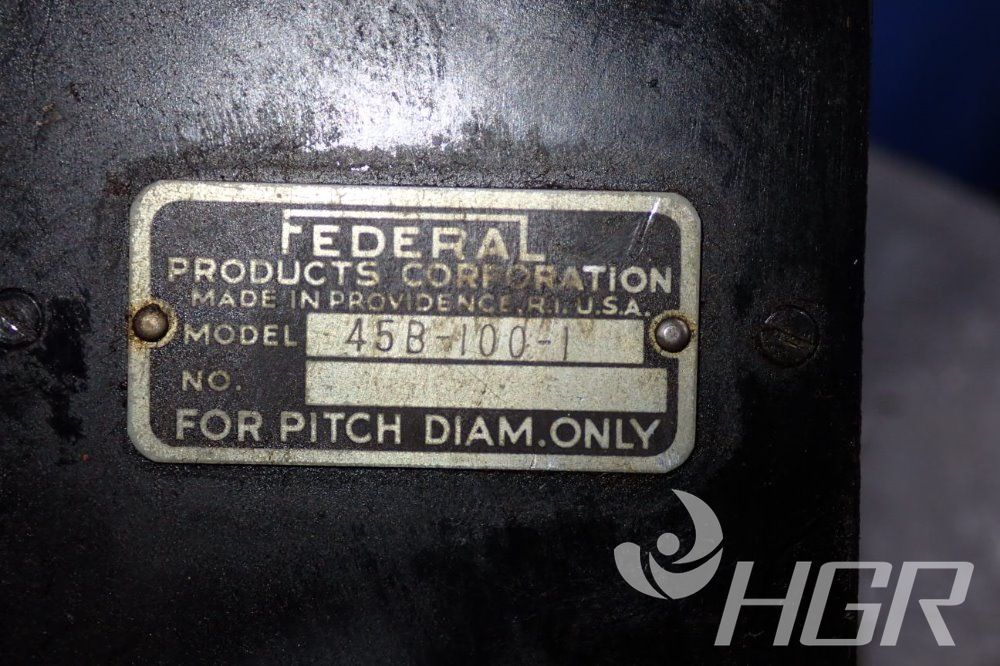 FEDERAL
PRODUCTS CORPORATION
MADE IN PROVIDENCE, R.I. U.S.A.
MODEL 45B-100-1
NO.
FOR PITCH DIAM. ONLY
HGR